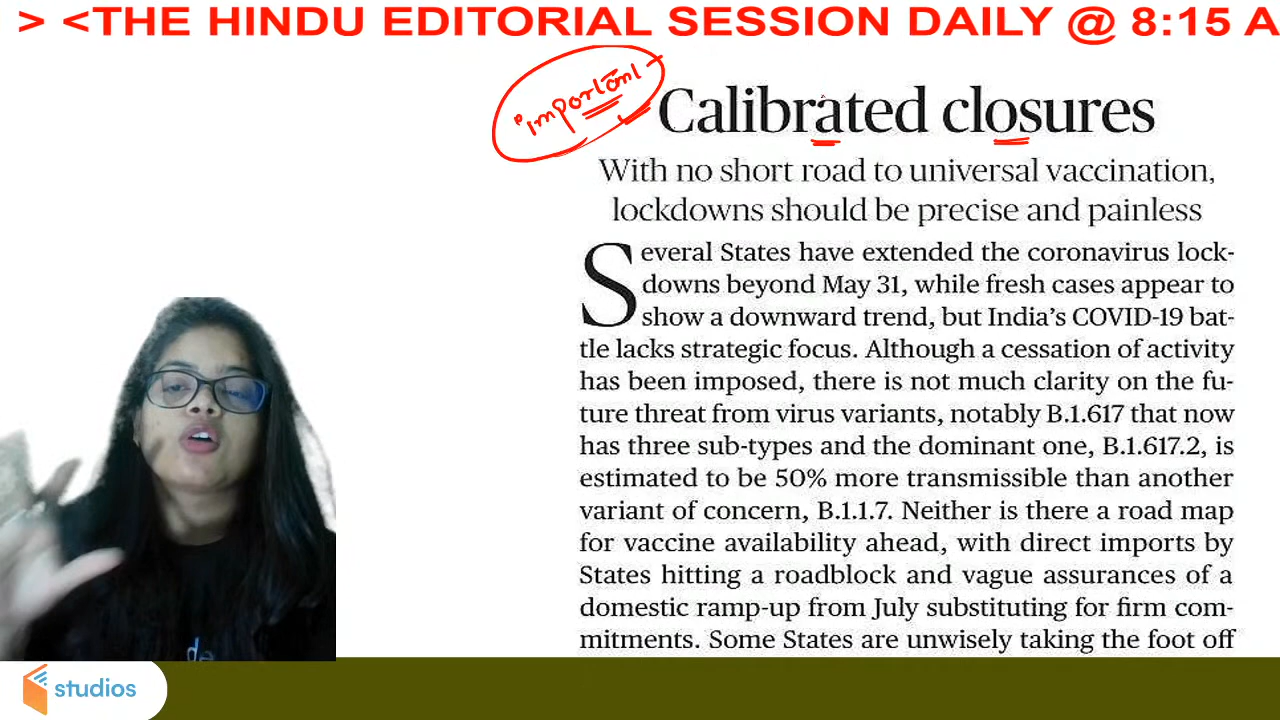 > <THE HINDU EDITORIAL SESSION DAILY @ 8:15 A
important
Calibrated closures
With no short road to universal vaccination,
lockdowns should be precise and painless
Several States have extended the coronavirus lock-
downs beyond May 31, while fresh cases appear to
show a downward trend, but India’s COVID-19 bat-
tle lacks strategic focus. Although a cessation of activity
has been imposed, there is not much clarity on the fu-
ture threat from virus variants, notably B.1.617 that now
has three sub-types and the dominant one, B.1.617.2, is
estimated to be 50% more transmissible than another
variant of concern, B.1.1.7. Neither is there a road map
for vaccine availability ahead, with direct imports by
States hitting a roadblock and vague assurances of a
domestic ramp-up from July substituting for firm com-
mitments. Some States are unwisely taking the foot off
de
studios